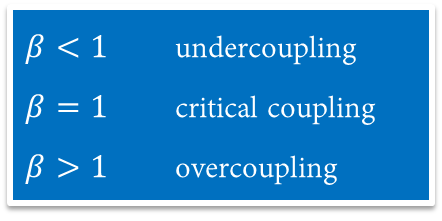 β < 1 undercoupling
β = 1 critical coupling
β > 1 overcoupling